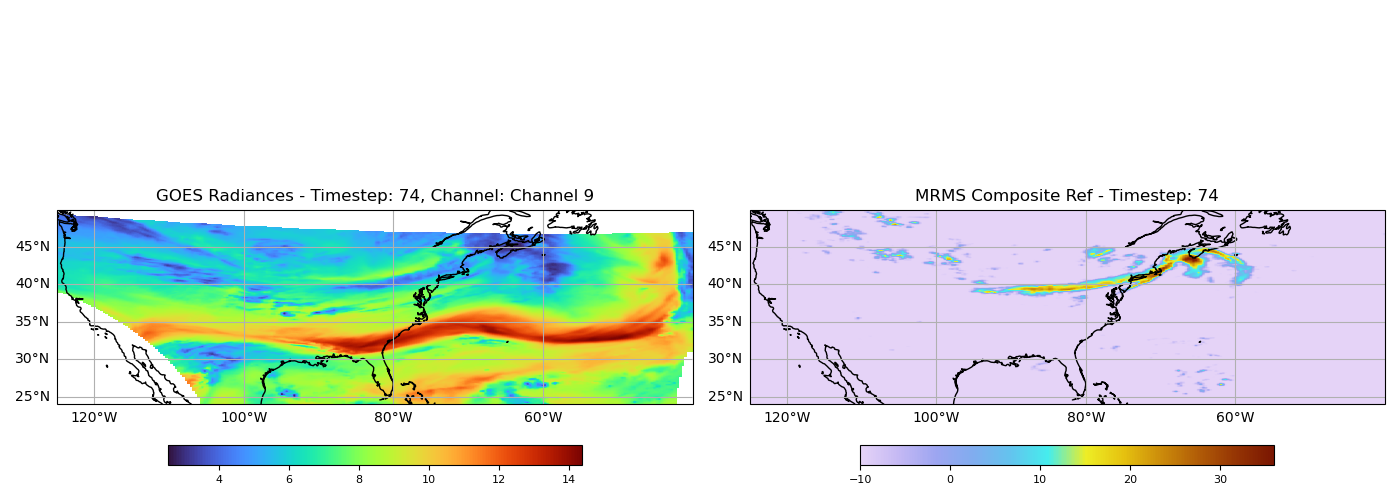 GOES Radiances - Timestep: 74, Channel: Channel 9
45°N
40°N
35°N
30°N
25°N
120°W
100°W
80°W
60°W
4
6
8
10
12
14
MRMS Composite Ref - Timestep: 74
45°N
40°N
35°N
30°N
25°N
120°W
100°W
80°W
60°W
−10
0
10
20
30